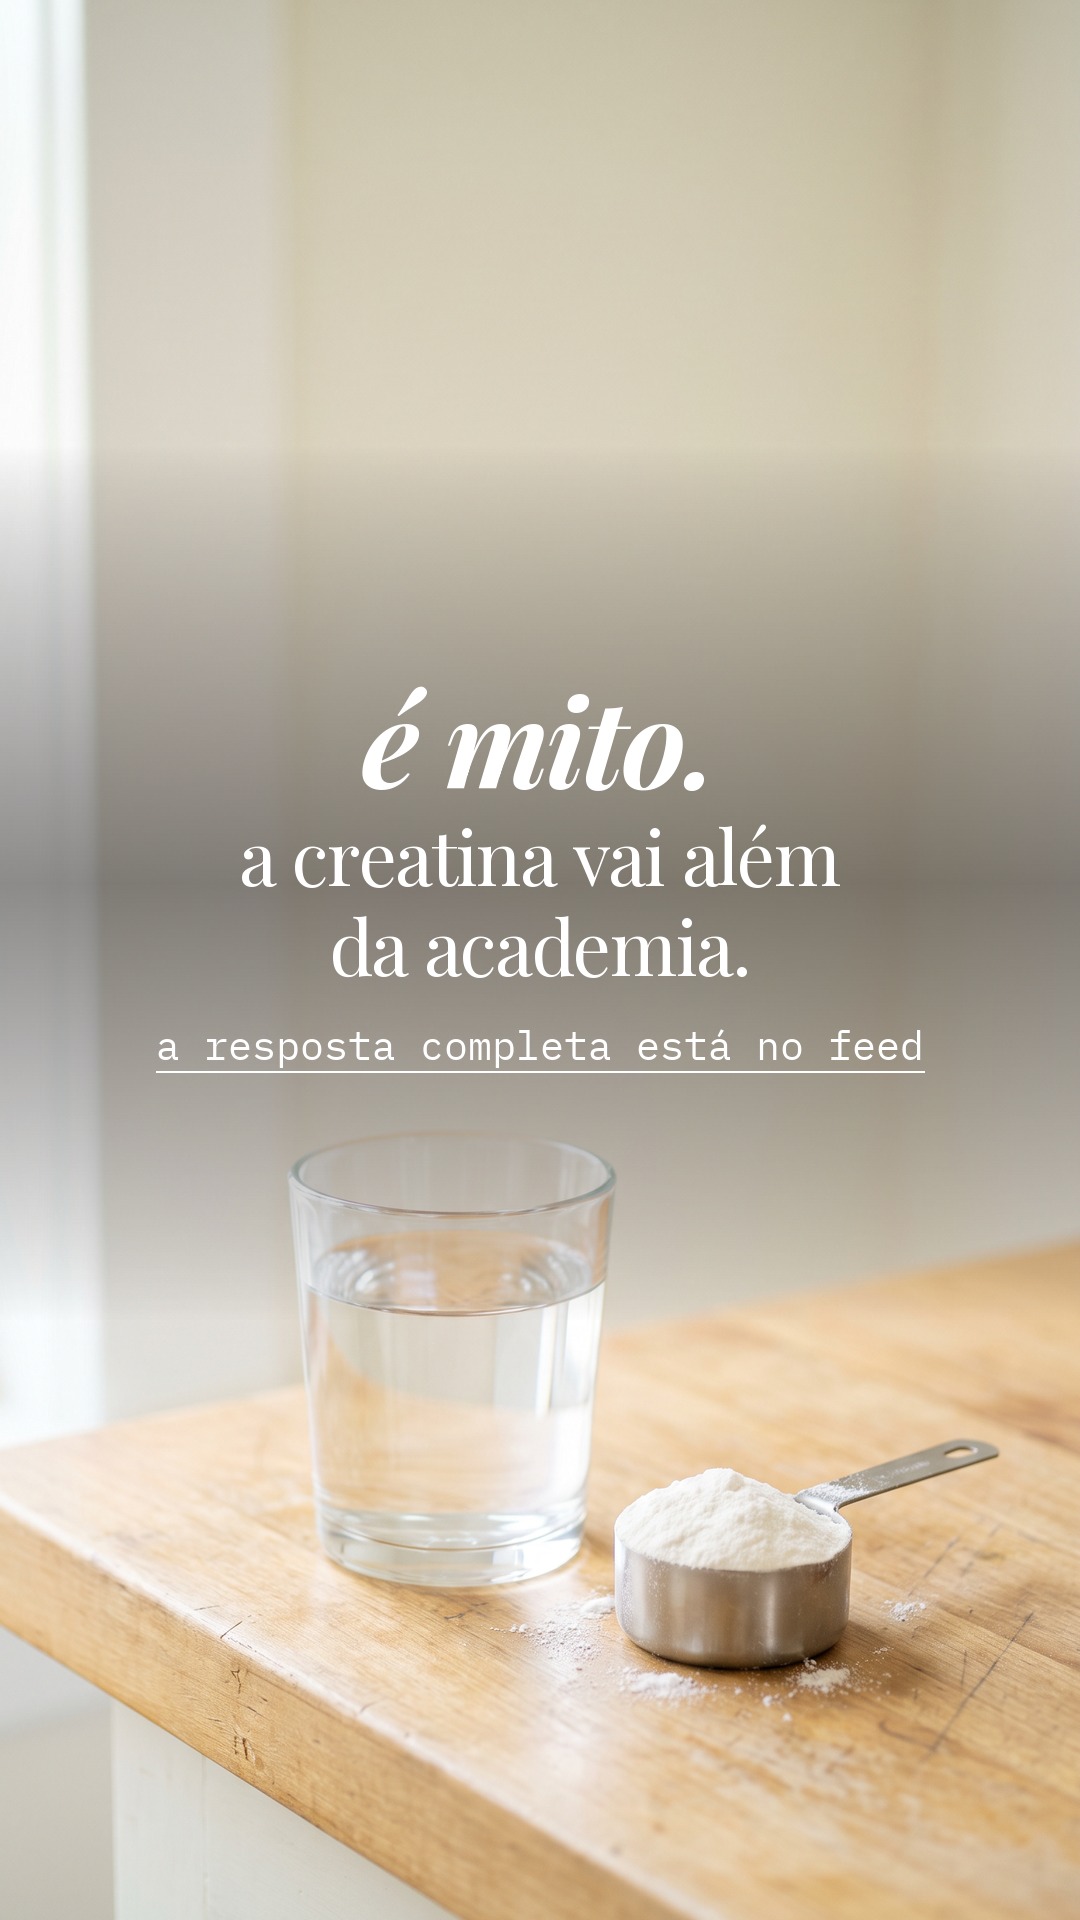 é mito.
a creatina vai além
da academia.
a resposta completa está no feed